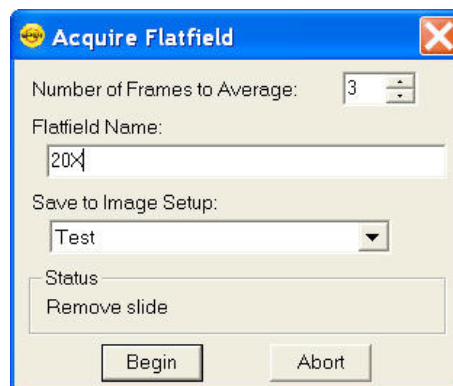 Acquire Flatfield
Number of Frames to Average: 3
Flatfield Name:
20X
Save to Image Setup:
Test
Status
Remove slide
Begin Abort